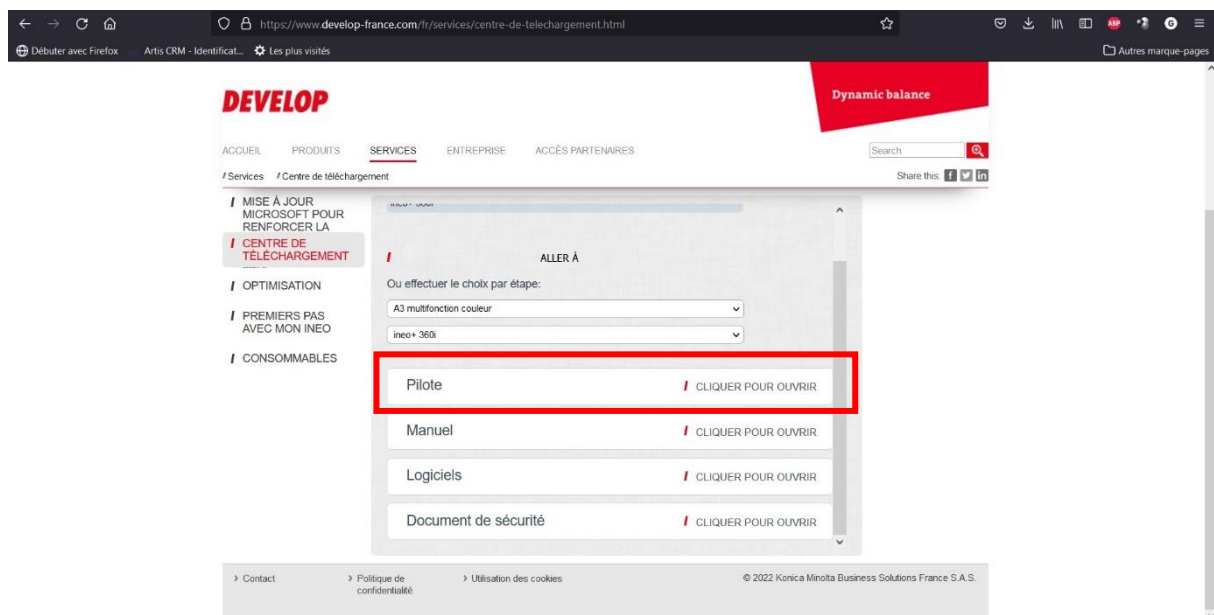 https://www.develop-france.com/fr/services/centre-de-telechargement.html
Débuter avec Firefox Artis CRM - Identificat... Les plus visités Autres marque-pages
DEVELOP
Dynamic balance
ACCUEIL PRODUITS SERVICES ENTREPRISE ACCÈS PARTENAIRES
Search
/ Services / Centre de téléchargement
Share this:
MISE À JOUR
MICROSOFT POUR
RENFORCER LA
CENTRE DE
TÉLÉCHARGEMENT
OPTIMISATION
PREMIERS PAS
AVEC MON INEO
CONSOMMABLES
ALLER À
Ou effectuer le choix par étape:
A3 multifonction couleur
ineo+ 360i
Pilote CLIQUER POUR OUVRIR
Manuel CLIQUER POUR OUVRIR
Logiciels CLIQUER POUR OUVRIR
Document de sécurité CLIQUER POUR OUVRIR
Contact
Politique de
confidentialité
Utilisation des cookies
© 2022 Konica Minolta Business Solutions France S.A.S.